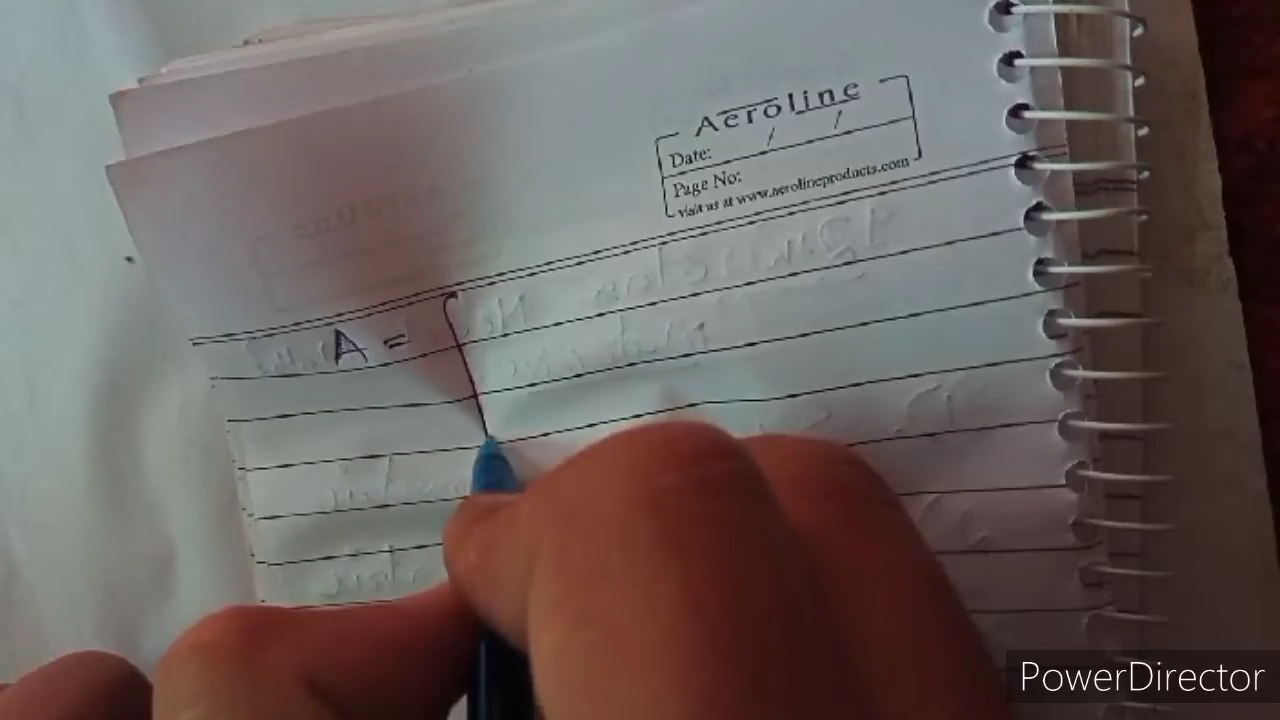 Aeroline
Date: / /
Page No:
visit us at www.aerolineproducts.com
A = [
PowerDirector